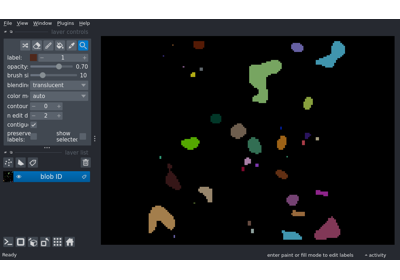 File View Window Plugins Help
layer controls
label: 1
opacity: 0.70
brush si 10
blendin translucent
color m auto
contour 0
n edit d 2
contigu
preserve labels: show selected
layer list
blob ID
Ready
enter paint or fill mode to edit labels activity